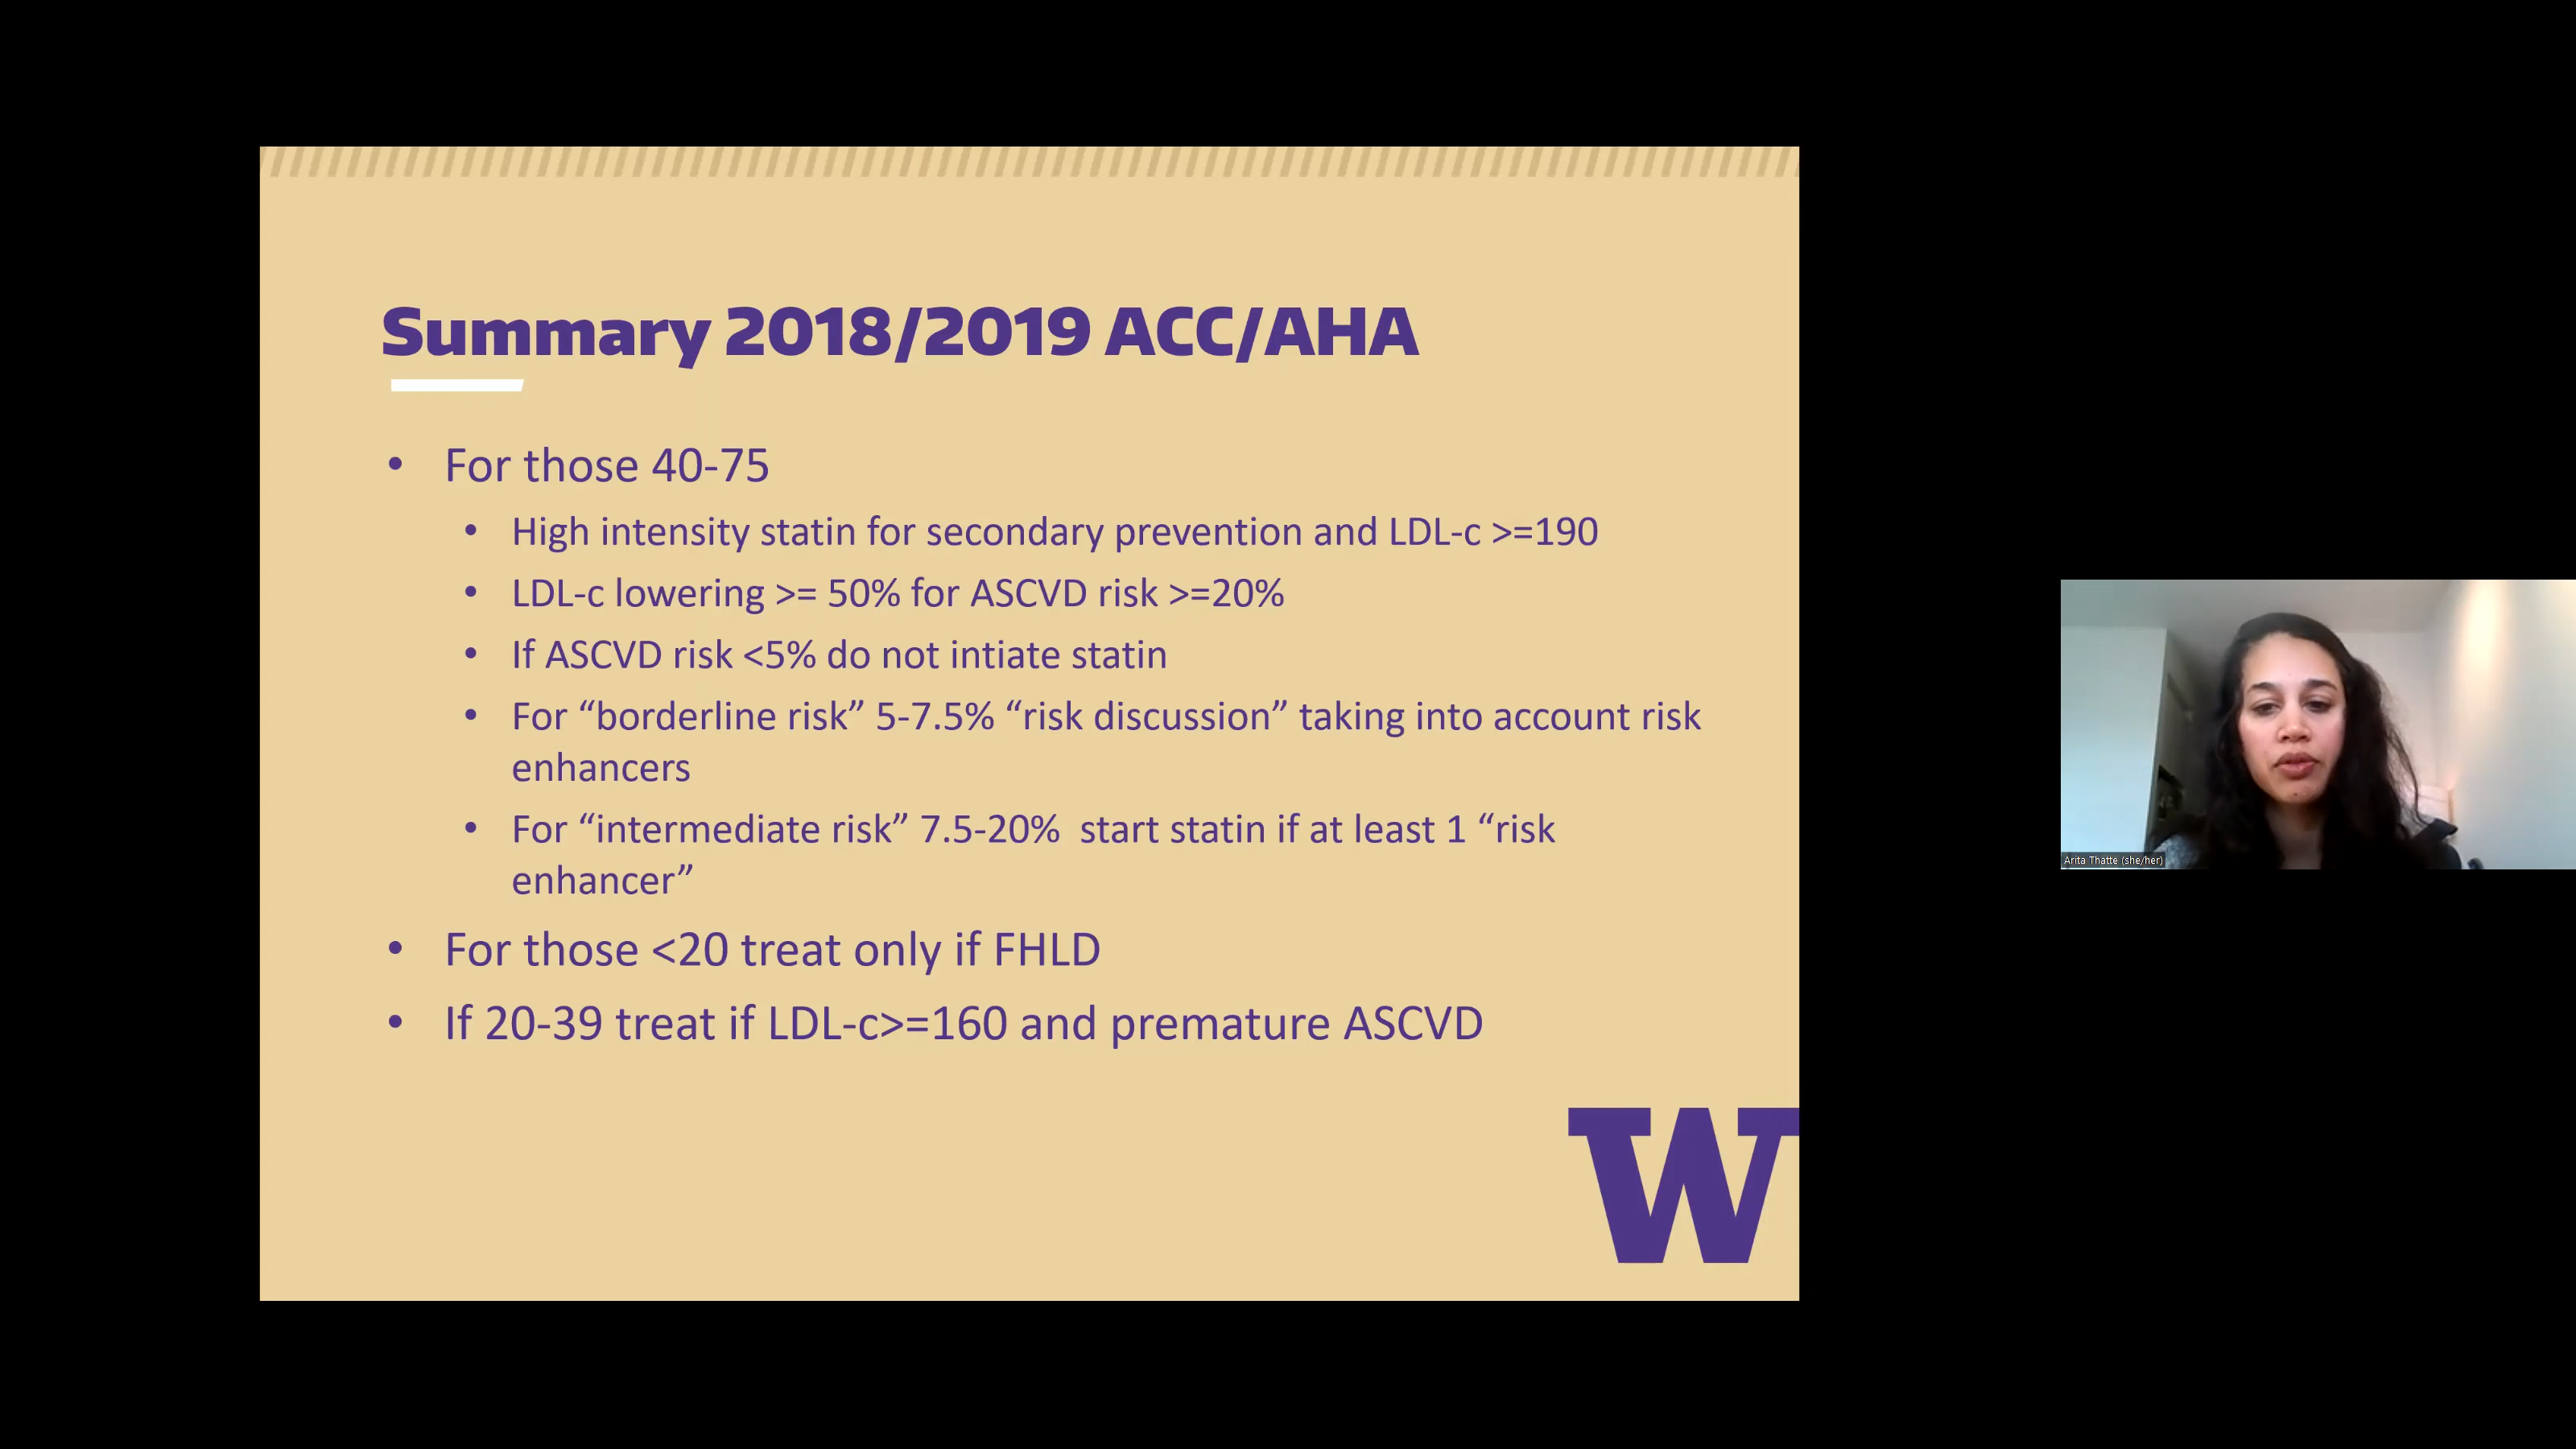 Summary 2018/2019 ACC/AHA
• For those 40-75
• High intensity statin for secondary prevention and LDL-c >=190
• LDL-c lowering >= 50% for ASCVD risk >=20%
• If ASCVD risk <5% do not intiate statin
• For “borderline risk” 5-7.5% “risk discussion” taking into account risk
enhancers
• For “intermediate risk” 7.5-20%  start statin if at least 1 “risk
enhancer”
• For those <20 treat only if FHLD
• If 20-39 treat if LDL-c>=160 and premature ASCVD
W
Arita Thatte (she/her)